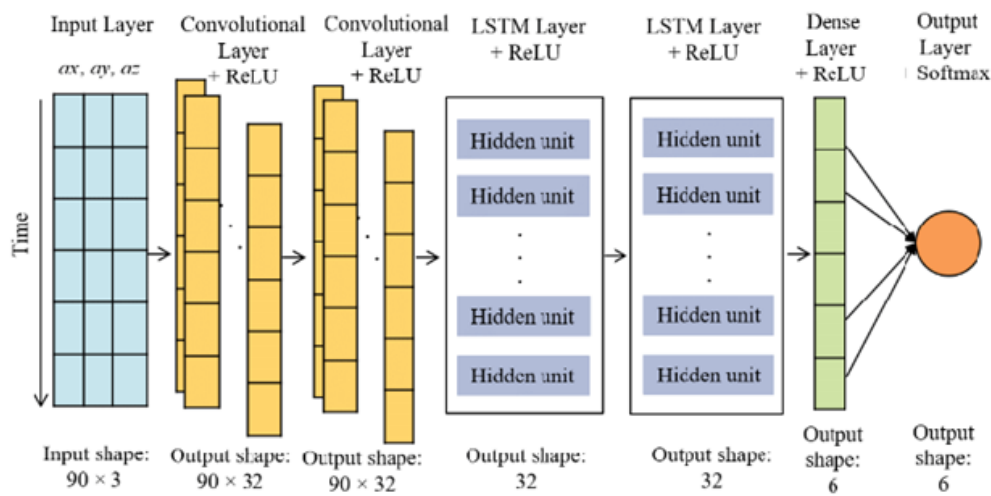 Input Layer
ax, ay, az
Time
Input shape:
90 × 3
Convolutional
Layer
+ ReLU
Output shape:
90 × 32
Convolutional
Layer
+ ReLU
Output shape:
90 × 32
LSTM Layer
+ ReLU
Hidden unit
Hidden unit
Hidden unit
Hidden unit
Output shape:
32
LSTM Layer
+ ReLU
Hidden unit
Hidden unit
Hidden unit
Hidden unit
Output shape:
32
Dense
Layer
+ ReLU
Output
shape:
6
Output
Layer
Softmax
Output
shape:
6